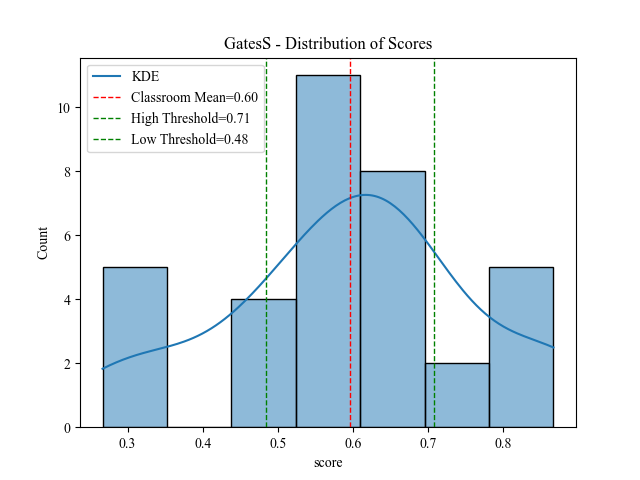 GatesS - Distribution of Scores
KDE
Classroom Mean=0.60
High Threshold=0.71
Low Threshold=0.48
Count
10
8
6
4
2
0
0.3 0.4 0.5 0.6 0.7 0.8
score